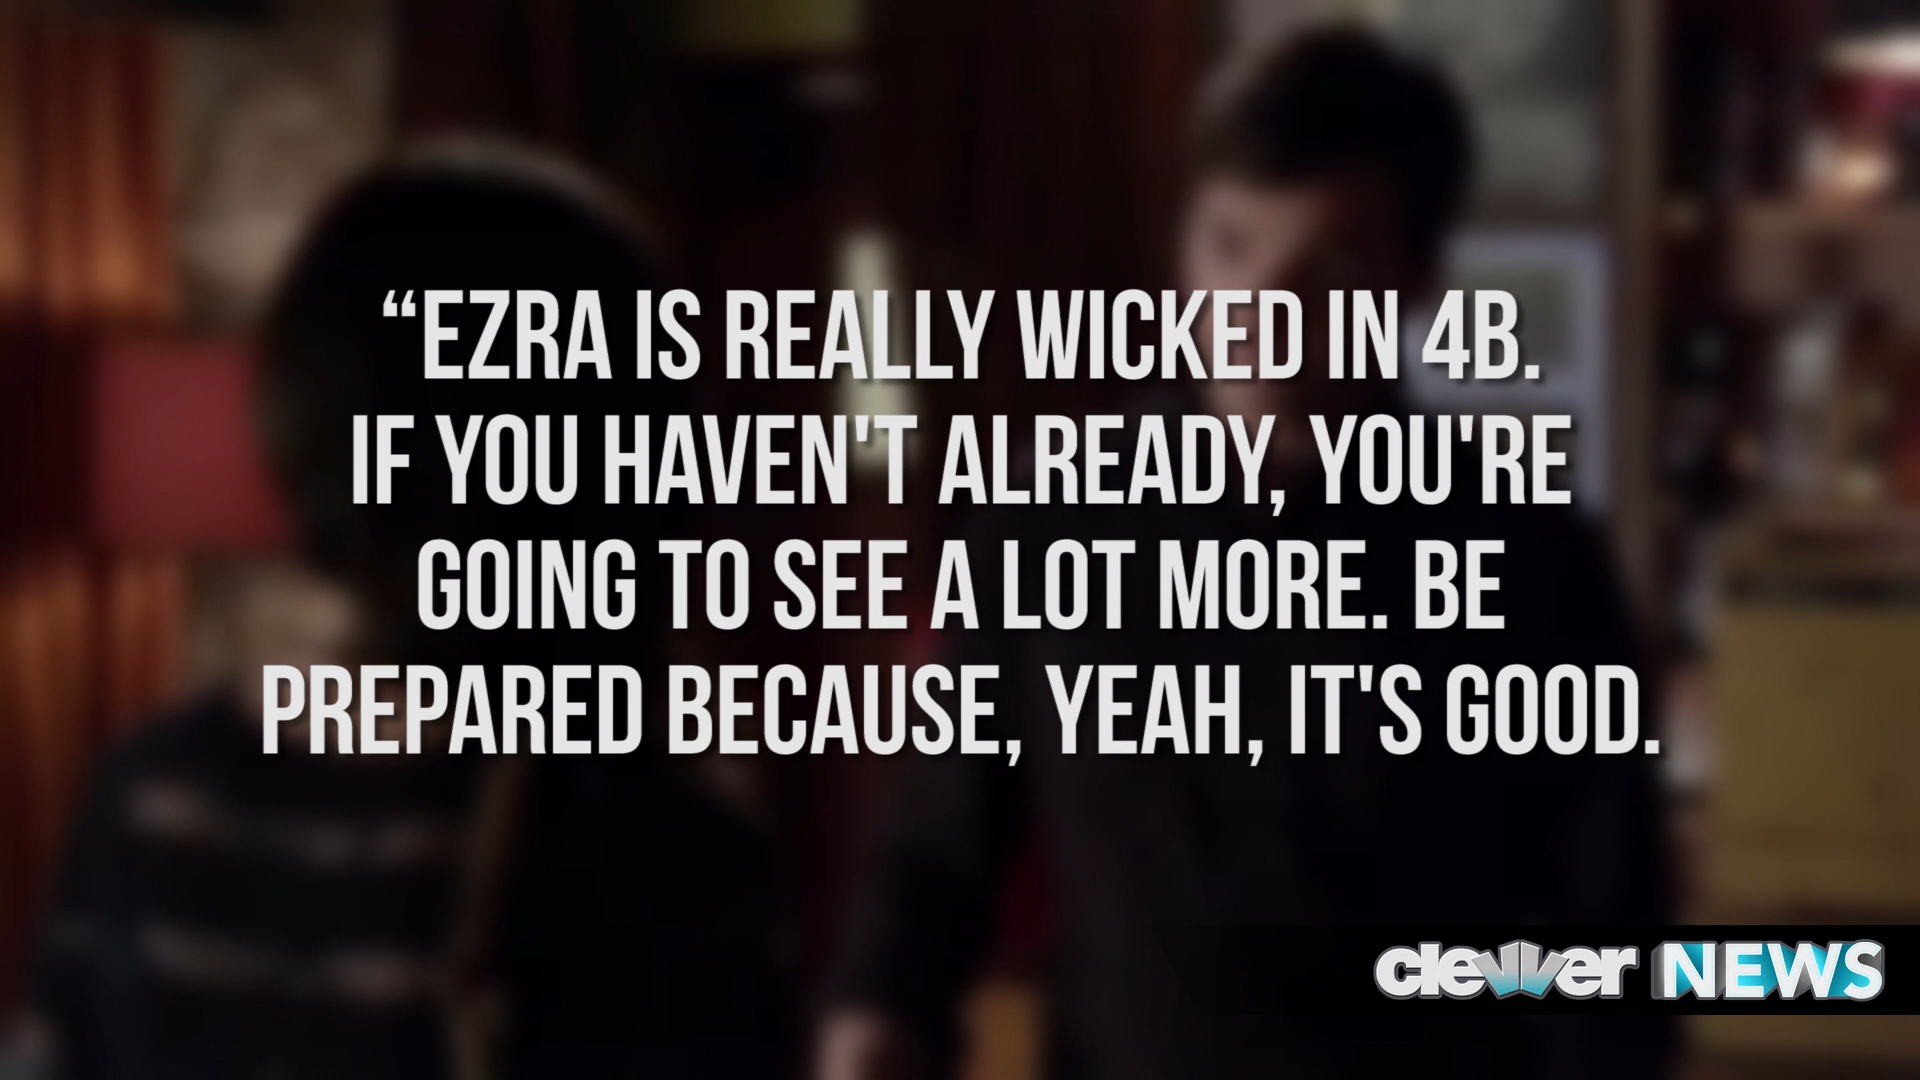 “EZRA IS REALLY WICKED IN 4B.
IF YOU HAVEN'T ALREADY, YOU'RE
GOING TO SEE A LOT MORE. BE
PREPARED BECAUSE, YEAH, IT'S GOOD.
clevver NEWS